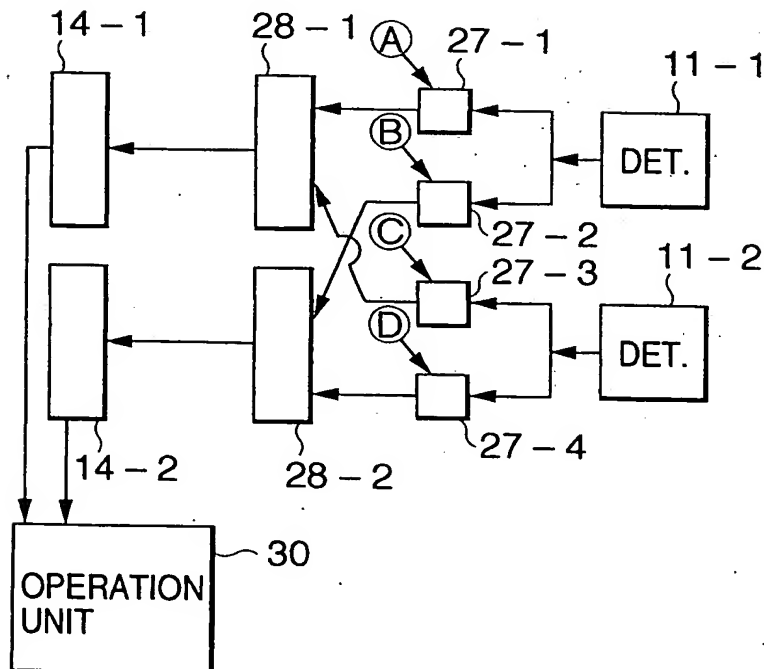 14-1
28-1
A
27-1
11-1
DET.
B
27-2
C
27-3
11-2
DET.
D
27-4
14-2
28-2
30
OPERATION
UNIT